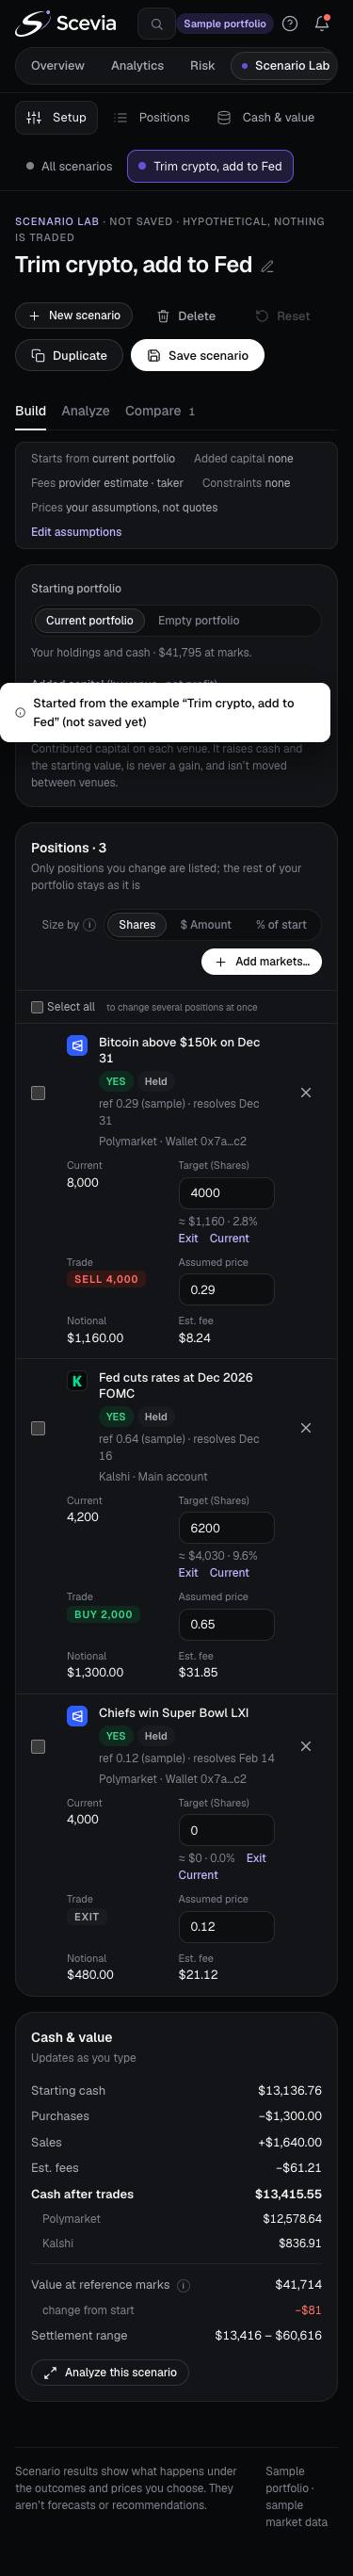 Scevia
Sample portfolio
Overview Analytics Risk Scenario Lab
Setup Positions Cash & value
All scenarios Trim crypto, add to Fed
SCENARIO LAB · NOT SAVED · HYPOTHETICAL, NOTHING
IS TRADED
Trim crypto, add to Fed
New scenario Delete Reset
Duplicate Save scenario
Build Analyze Compare 1
Starts from current portfolio Added capital none
Fees provider estimate · taker Constraints none
Prices your assumptions, not quotes
Edit assumptions
Starting portfolio
Current portfolio Empty portfolio
Your holdings and cash · $41,795 at marks.
Started from the example “Trim crypto, add to
Fed” (not saved yet)
Contributed capital on each venue. It raises cash and
the starting value, is never a gain, and isn’t moved
between venues.
Positions · 3
Only positions you change are listed; the rest of your
portfolio stays as it is
Size by Shares $ Amount % of start
Add markets…
Select all to change several positions at once
Bitcoin above $150k on Dec
31
YES Held
ref 0.29 (sample) · resolves Dec
31
Polymarket · Wallet 0x7a…c2
Current Target (Shares)
8,000 4000
≈ $1,160 · 2.8%
Exit Current
Trade Assumed price
SELL 4,000 0.29
Notional Est. fee
$1,160.00 $8.24
Fed cuts rates at Dec 2026
FOMC
YES Held
ref 0.64 (sample) · resolves Dec
16
Kalshi · Main account
Current Target (Shares)
4,200 6200
≈ $4,030 · 9.6%
Exit Current
Trade Assumed price
BUY 2,000 0.65
Notional Est. fee
$1,300.00 $31.85
Chiefs win Super Bowl LXI
YES Held
ref 0.12 (sample) · resolves Feb 14
Polymarket · Wallet 0x7a…c2
Current Target (Shares)
4,000 0
≈ $0 · 0.0% Exit
Current
Trade Assumed price
EXIT 0.12
Notional Est. fee
$480.00 $21.12
Cash & value
Updates as you type
Starting cash $13,136.76
Purchases −$1,300.00
Sales +$1,640.00
Est. fees −$61.21
Cash after trades $13,415.55
Polymarket $12,578.64
Kalshi $836.91
Value at reference marks $41,714
change from start −$81
Settlement range $13,416 – $60,616
Analyze this scenario
Scenario results show what happens under
the outcomes and prices you choose. They
aren’t forecasts or recommendations.
Sample
portfolio ·
sample
market data